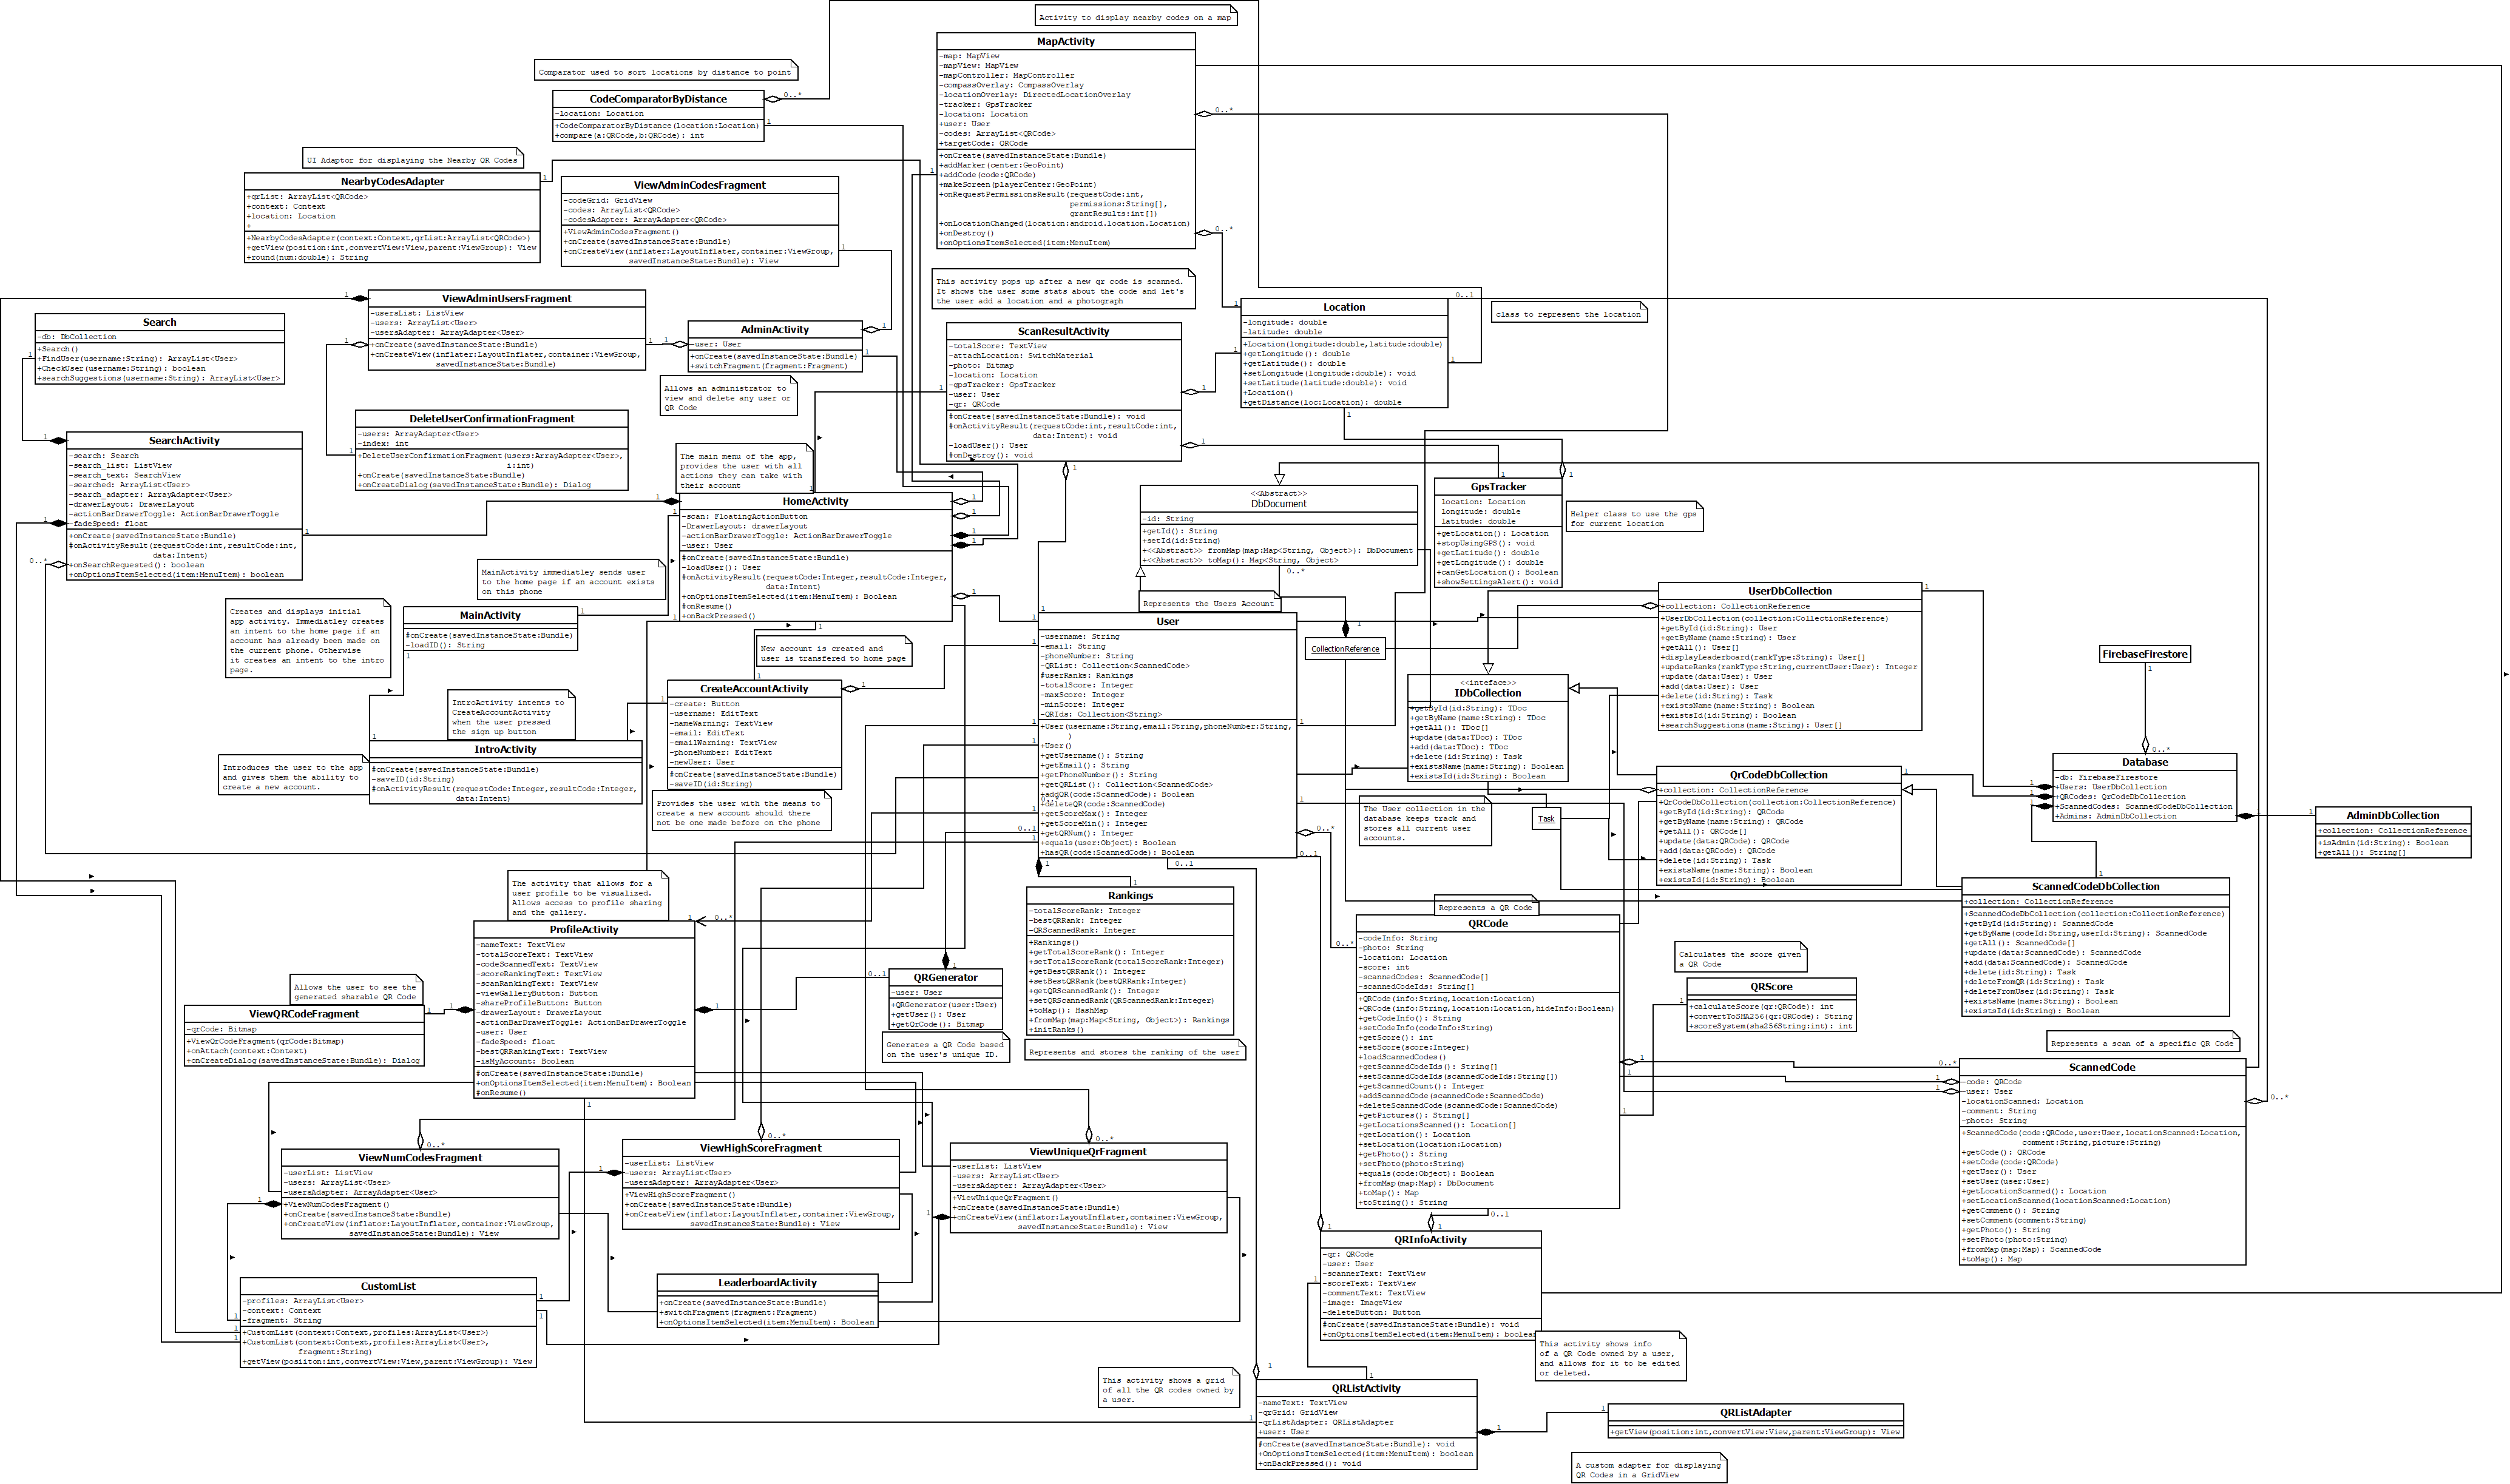 Activity to display nearby codes on a map
MapActivity
-map: MapView
-mapView: MapView
-mapController: MapController
-compassOverlay: CompassOverlay
-locationOverlay: DirectedLocationOverlay
-tracker: GpsTracker
-location: Location
+user: User
-codes: ArrayList<QRCode>
+targetCode: QRCode
+onCreate(savedInstanceState:Bundle)
+addMarker(center:GeoPoint)
+addCode(code:QRCode)
+makeScreen(playerCenter:GeoPoint)
+onRequestPermissionsResult(requestCode:int,
permissions:String[],
grantResults:int[])
+onLocationChanged(location:android.location.Location)
+onDestroy()
+onOptionsItemSelected(item:MenuItem)
Comparator used to sort locations by distance to point
CodeComparatorByDistance
-location: Location
+CodeComparatorByDistance(location:Location)
+compare(a:QRCode,b:QRCode): int
UI Adaptor for displaying the Nearby QR Codes
NearbyCodesAdapter
+qrList: ArrayList<QRCode>
+context: Context
+location: Location
+
+NearbyCodesAdapter(context:Context,qrList:ArrayList<QRCode>)
+getView(position:int,convertView:View,parent:ViewGroup): View
+round(num:double): String
ViewAdminCodesFragment
-codeGrid: GridView
-codes: ArrayList<QRCode>
-codesAdapter: ArrayAdapter<QRCode>
+ViewAdminCodesFragment()
+onCreate(savedInstanceState:Bundle)
+onCreateView(inflater:LayoutInflater,container:ViewGroup,
savedInstanceState:Bundle): View
ViewAdminUsersFragment
-usersList: ListView
-users: ArrayList<User>
-usersAdapter: ArrayAdapter<User>
+onCreate(savedInstanceState:Bundle)
+onCreateView(inflater:LayoutInflater,container:ViewGroup,
savedInstanceState:Bundle)
AdminActivity
-user: User
+onCreate(savedInstanceState:Bundle)
+switchFragment(fragment:Fragment)
Allows an administrator to
view and delete any user or
QR Code
Search
-db: DbCollection
+Search()
+FindUser(username:String): ArrayList<User>
+CheckUser(username:String): boolean
+searchSuggestions(username:String): ArrayList<User>
This activity pops up after a new qr code is scanned.
It shows the user some stats about the code and let's
the user add a location and a photograph
ScanResultActivity
-totalScore: TextView
-attachLocation: SwitchMaterial
-photo: Bitmap
-location: Location
-gpsTracker: GpsTracker
-user: User
-qr: QRCode
#onCreate(savedInstanceState:Bundle): void
#onActivityResult(requestCode:int,resultCode:int,
data:Intent): void
-loadUser(): User
#onDestroy(): void
Location
-longitude: double
-latitude: double
+Location(longitude:double,latitude:double)
+getLongitude(): double
+getLatitude(): double
+setLongitude(longitude:double): void
+setLatitude(latitude:double): void
+Location()
+getDistance(loc:Location): double
class to represent the location
DeleteUserConfirmationFragment
-users: ArrayAdapter<User>
-index: int
+DeleteUserConfirmationFragment(users:ArrayAdapter<User>,
i:int)
+onCreate(savedInstanceState:Bundle)
+onCreateDialog(savedInstanceState:Bundle): Dialog
SearchActivity
-search: Search
-search_list: ListView
-search_text: SearchView
-searched: ArrayList<User>
-search_adapter: ArrayAdapter<User>
-drawerLayout: DrawerLayout
-actionBarDrawerToggle: ActionBarDrawerToggle
-fadeSpeed: float
+onCreate(savedInstanceState:Bundle)
#onActivityResult(requestCode:int,resultCode:int,
data:Intent)
+onSearchRequested(): boolean
+onOptionsItemSelected(item:MenuItem): boolean
The main menu of the app,
provides the user with all
actions they can take with
their account
HomeActivity
-scan: FloatingActionButton
-DrawerLayout: drawerLayout
-actionBarDrawerToggle: ActionBarDrawerToggle
-user: User
#onCreate(savedInstanceState:Bundle)
-loadUser(): User
#onActivityResult(requestCode:Integer,resultCode:Integer,
data:Intent)
+onOptionsItemSelected(item:MenuItem): Boolean
#onResume()
+onBackPressed()
<<Abstract>>
DbDocument
-id: String
+getId(): String
+setId(id:String)
+<<Abstract>> fromMap(map:Map<String, Object>): DbDocument
+<<Abstract>> toMap(): Map<String, Object>
GpsTracker
location: Location
longitude: double
latitude: double
+getLocation(): Location
+stopUsingGPS(): void
+getLatitude(): double
+getLongitude(): double
+canGetLocation(): Boolean
+showSettingsAlert(): void
Helper class to use the gps
for current location
MainActivity immediatley sends user
to the home page if an account exists
on this phone
Creates and displays initial
app activity. Immediatley creates
an intent to the home page if an
account has already been made on
the current phone. Otherwise
it creates an intent to the intro
page.
MainActivity
#onCreate(savedInstanceState:Bundle)
-loadID(): String
New account is created and
user is transfered to home page
Represents the Users Account
CollectionReference
User
-username: String
-email: String
-phoneNumber: String
-QRList: Collection<ScannedCode>
#userRanks: Rankings
-totalScore: Integer
-maxScore: Integer
-minScore: Integer
-QRIds: Collection<String>
+User(username:String,email:String,phoneNumber:String,
)
+User()
+getUsername(): String
+getEmail(): String
+getPhoneNumber(): String
+getQRList(): Collection<ScannedCode>
+addQR(code:ScannedCode): Boolean
+deleteQR(code:ScannedCode)
+getScoreMax(): Integer
+getScoreMin(): Integer
+getQRNum(): Integer
+equals(user:Object): Boolean
+hasQR(code:ScannedCode): Boolean
UserDbCollection
+collection: CollectionReference
+UserDbCollection(collection:CollectionReference)
+getById(id:String): User
+getByName(name:String): User
+getAll(): User[]
+displayLeaderboard(rankType:String): User[]
+updateRanks(rankType:String,currentUser:User): Integer
+update(data:User): User
+add(data:User): User
+delete(id:String): Task
+existsName(name:String): Boolean
+existsId(id:String): Boolean
+searchSuggestions(name:String): User[]
<<inteface>>
IDbCollection
+getById(id:String): TDoc
+getByName(name:String): TDoc
+getAll(): TDoc[]
+update(data:TDoc): TDoc
+add(data:TDoc): TDoc
+delete(id:String): Task
+existsName(name:String): Boolean
+existsId(id:String): Boolean
FirebaseFirestore
CreateAccountActivity
-create: Button
-username: EditText
-nameWarning: TextView
-email: EditText
-emailWarning: TextView
-phoneNumber: EditText
-newUser: User
#onCreate(savedInstanceState:Bundle)
-saveID(id:String)
Provides the user with the means to
create a new account should there
not be one made before on the phone
IntroActivity intents to
CreateAccountActivity
when the user pressed
the sign up button
Introduces the user to the app
and gives them the ability to
create a new account.
IntroActivity
#onCreate(savedInstanceState:Bundle)
-saveID(id:String)
#onActivityResult(requestCode:Integer,resultCode:Integer,
data:Intent)
QrCodeDbCollection
+collection: CollectionReference
+QrCodeDbCollection(collection:CollectionReference)
+getById(id:String): QRCode
+getByName(name:String): QRCode
+getAll(): QRCode[]
+update(data:QRCode): QRCode
+add(data:QRCode): QRCode
+delete(id:String): Task
+existsName(name:String): Boolean
+existsId(id:String): Boolean
Database
-db: FirebaseFirestore
+Users: UserDbCollection
+QRCodes: QrCodeDbCollection
+ScannedCodes: ScannedCodeDbCollection
+Admins: AdminDbCollection
AdminDbCollection
+collection: CollectionReference
+isAdmin(id:String): Boolean
+getAll(): String[]
The User collection in the
database keeps track and
stores all current user
accounts.
Task
ScannedCodeDbCollection
+collection: CollectionReference
+ScannedCodeDbCollection(collection:CollectionReference)
+getById(id:String): ScannedCode
+getByName(codeId:String,userId:String): ScannedCode
+getAll(): ScannedCode[]
+update(data:ScannedCode): ScannedCode
+add(data:ScannedCode): ScannedCode
+delete(id:String): Task
+deleteFromQR(id:String): Task
+deleteFromUser(id:String): Task
+existsName(name:String): Boolean
+existsId(id:String): Boolean
The activity that allows for a
user profile to be visualized.
Allows access to profile sharing
and the gallery.
ProfileActivity
-nameText: TextView
-totalScoreText: TextView
-codeScannedText: TextView
-scoreRankingText: TextView
-scanRankingText: TextView
-viewGalleryButton: Button
-shareProfileButton: Button
-drawerLayout: DrawerLayout
-actionBarDrawerToggle: ActionBarDrawerToggle
-user: User
-fadeSpeed: float
-bestQRRankingText: TextView
-isMyAccount: Boolean
#onCreate(savedInstanceState:Bundle)
+onOptionsItemSelected(item:MenuItem): Boolean
#onResume()
Allows the user to see the
generated sharable QR Code
ViewQRCodeFragment
-qrCode: Bitmap
+ViewQrCodeFragment(qrCode:Bitmap)
+onAttach(context:Context)
+onCreateDialog(savedInstanceState:Bundle): Dialog
QRGenerator
-user: User
+QRGenerator(user:User)
+getUser(): User
+getQrCode(): Bitmap
Generates a QR Code based
on the user's unique ID.
Rankings
-totalScoreRank: Integer
-bestQRRank: Integer
-QRScannedRank: Integer
+Rankings()
+getTotalScoreRank(): Integer
+setTotalScoreRank(totalScoreRank:Integer)
+getBestQRRank(): Integer
+setBestQRRank(bestQRRank:Integer)
+getQRScannedRank(): Integer
+setQRScannedRank(QRScannedRank:Integer)
+toMap(): HashMap
+fromMap(map:Map<String, Object>): Rankings
+initRanks()
Represents and stores the ranking of the user
Represents a QR Code
QRCode
-codeInfo: String
-photo: String
-location: Location
-score: int
-scannedCodes: ScannedCode[]
-scannedCodeIds: String[]
+QRCode(info:String,location:Location)
+QRCode(info:String,location:Location,hideInfo:Boolean)
+getCodeInfo(): String
+setCodeInfo(codeInfo:String)
+getScore(): int
+setScore(score:Integer)
+loadScannedCodes()
+getScannedCodeIds(): String[]
+setScannedCodeIds(scannedCodeIds:String[])
+getScannedCount(): Integer
+addScannedCode(scannedCode:ScannedCode)
+deleteScannedCode(scannedCode:ScannedCode)
+getPictures(): String[]
+getLocationsScanned(): Location[]
+getLocation(): Location
+setLocation(location:Location)
+getPhoto(): String
+setPhoto(photo:String)
+equals(code:Object): Boolean
+fromMap(map:Map): DbDocument
+toMap(): Map
+toString(): String
Calculates the score given
a QR Code
QRScore
+calculateScore(qr:QRCode): int
+convertToSHA256(qr:QRCode): String
+scoreSystem(sha256String:int): int
Represents a scan of a specific QR Code
ScannedCode
-code: QRCode
-user: User
-locationScanned: Location
-comment: String
-photo: String
+ScannedCode(code:QRCode,user:User,locationScanned:Location,
comment:String,picture:String)
+getCode(): QRCode
+setCode(code:QRCode)
+getUser(): User
+setUser(user:User)
+getLocationScanned(): Location
+setLocationScanned(locationScanned:Location)
+getComment(): String
+setComment(comment:String)
+getPhoto(): String
+setPhoto(photo:String)
+fromMap(map:Map): ScannedCode
+toMap(): Map
ViewNumCodesFragment
-userList: ListView
-users: ArrayList<User>
-usersAdapter: ArrayAdapter<User>
+ViewNumCodesFragment()
+onCreate(savedInstanceState:Bundle)
+onCreateView(inflator:LayoutInflater,container:ViewGroup,
savedInstanceState:Bundle): View
ViewHighScoreFragment
-userList: ListView
-users: ArrayList<User>
-usersAdapter: ArrayAdapter<User>
+ViewHighScoreFragment()
+onCreate(savedInstanceState:Bundle)
+onCreateView(inflator:LayoutInflater,container:ViewGroup,
savedInstanceState:Bundle): View
ViewUniqueQrFragment
-userList: ListView
-users: ArrayList<User>
-usersAdapter: ArrayAdapter<User>
+ViewUniqueQrFragment()
+onCreate(savedInstanceState:Bundle)
+onCreateView(inflator:LayoutInflater,container:ViewGroup,
savedInstanceState:Bundle): View
CustomList
-profiles: ArrayList<User>
-context: Context
-fragment: String
+CustomList(context:Context,profiles:ArrayList<User>)
+CustomList(context:Context,profiles:ArrayList<User>,
fragment:String)
+getView(posiiton:int,convertView:View,parent:ViewGroup): View
LeaderboardActivity
+onCreate(savedInstanceState:Bundle)
+switchFragment(fragment:Fragment)
+onOptionsItemSelected(item:MenuItem): Boolean
QRInfoActivity
-qr: QRCode
-user: User
-scannerText: TextView
-scoreText: TextView
-commentText: TextView
-image: ImageView
-deleteButton: Button
#onCreate(savedInstanceState:Bundle): void
+onOptionsItemSelected(item:MenuItem): boolean
This activity shows info
of a QR Code owned by a user,
and allows for it to be edited
or deleted.
This activity shows a grid
of all the QR codes owned by
a user.
QRListActivity
-nameText: TextView
-qrGrid: GridView
-qrListAdapter: QRListAdapter
+user: User
#onCreate(savedInstanceState:Bundle): void
+OnOptionsItemSelected(item:MenuItem): boolean
+onBackPressed(): void
QRListAdapter
+getView(position:int,convertView:View,parent:ViewGroup): View
A custom adapter for displaying
QR Codes in a GridView